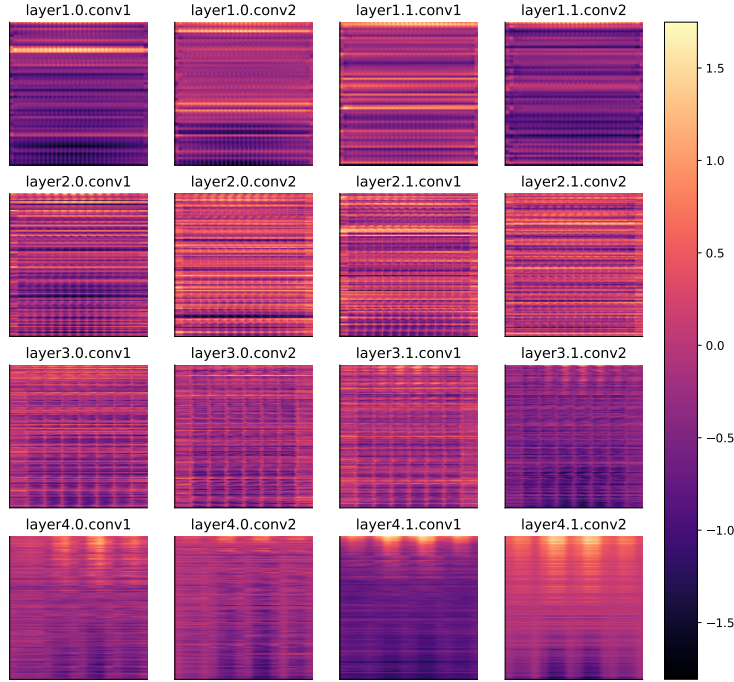 layer1.0.conv1 layer1.0.conv2 layer1.1.conv1 layer1.1.conv2
layer2.0.conv1 layer2.0.conv2 layer2.1.conv1 layer2.1.conv2
layer3.0.conv1 layer3.0.conv2 layer3.1.conv1 layer3.1.conv2
layer4.0.conv1 layer4.0.conv2 layer4.1.conv1 layer4.1.conv2
1.5
1.0
0.5
0.0
−0.5
−1.0
−1.5